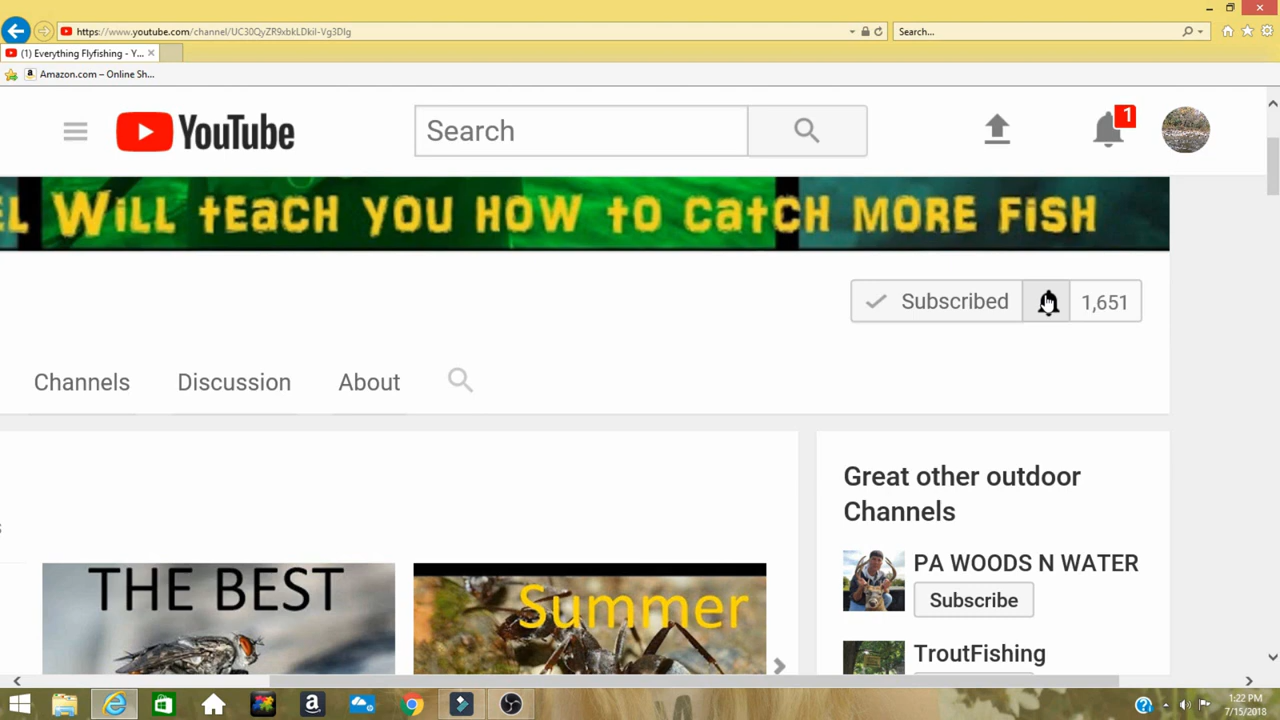 https://www.youtube.com/channel/UC30QyZR9xbkLDkiI-Vg3DIg
Search...
(1) Everything Flyfishing - Y...
Amazon.com – Online Sh...
YouTube
Search
1
WiLL tEacH YOU HOW to catcH MORE FiSH
Subscribed
1,651
Channels
Discussion
About
Great other outdoor
Channels
PA WOODS N WATER
Subscribe
TroutFishing
THE BEST
Summer
1:22 PM
7/15/2018